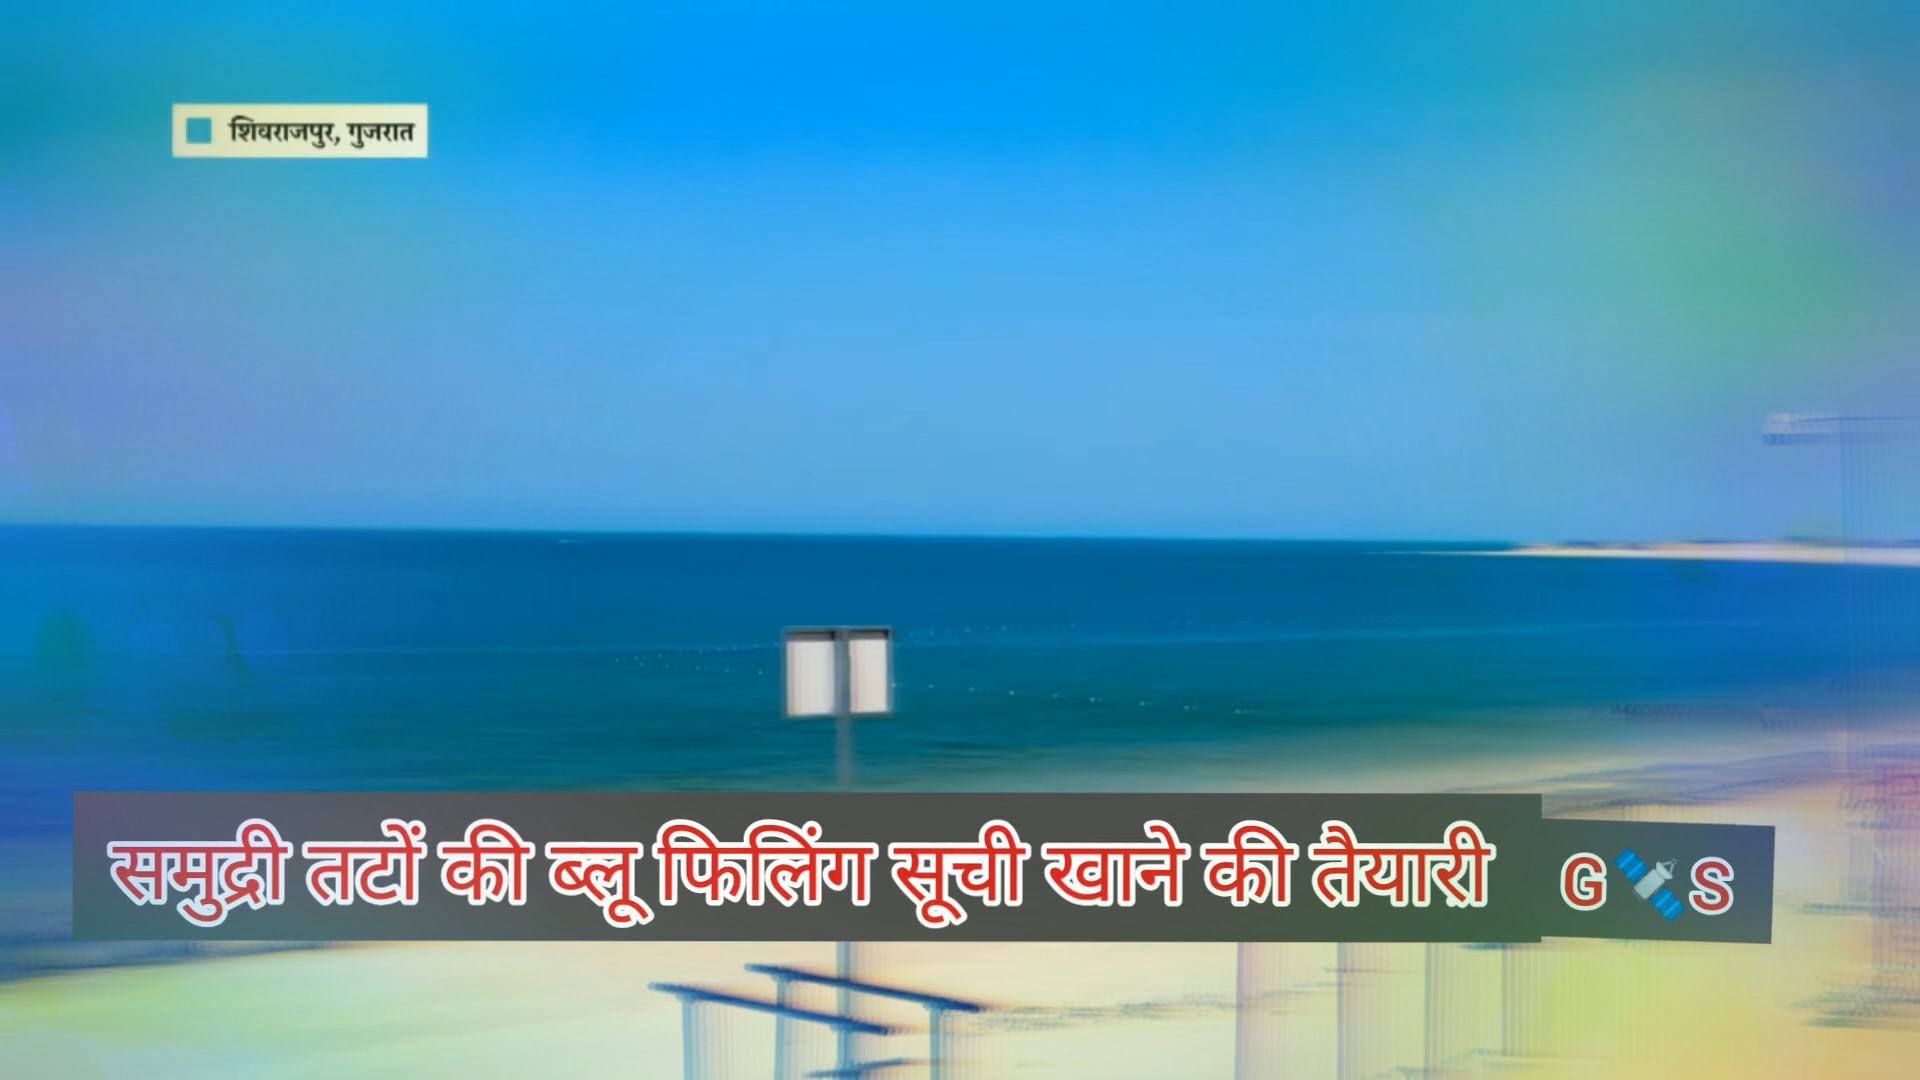 शिवराजपुर, गुजरात
समुद्री तटों की ब्लू फिलिंग सूची खाने की तैयारी
G🛰S